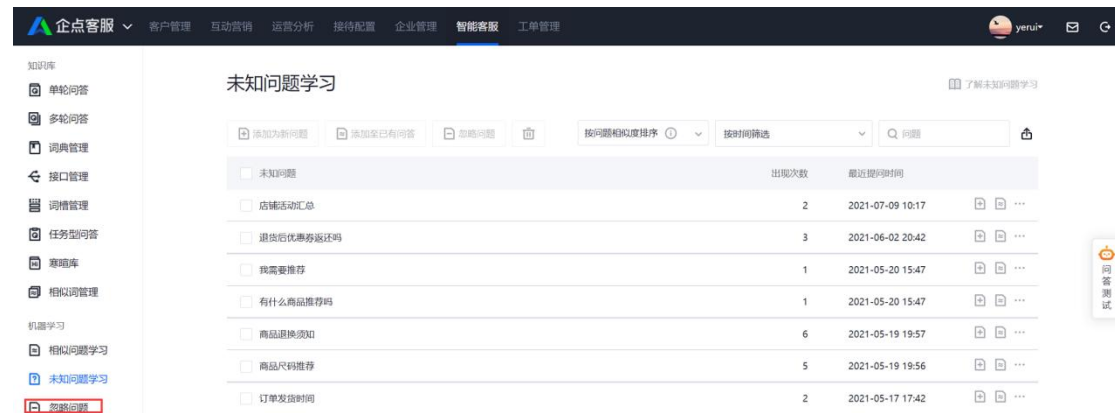 企点客服 客户管理 互动营销 运营分析 接待配置 企业管理 智能客服 工单管理 yerui
知识库
单轮问答
多轮问答
词典管理
接口管理
词槽管理
任务型问答
寒暄库
相似词管理
机器学习
相似问题学习
未知问题学习
忽略问题
未知问题学习 了解未知问题学习
添加为新问题 添加至已有问答 忽略问题 按问题相似度排序 按时间筛选 问题
未知问题 出现次数 最近提问时间
店铺活动汇总 2 2021-07-09 10:17
退货后优惠券返还吗 3 2021-06-02 20:42
我需要推荐 1 2021-05-20 15:47
有什么商品推荐吗 1 2021-05-20 15:47
商品退换须知 6 2021-05-19 19:57
商品尺码推荐 5 2021-05-19 19:56
订单发货时间 2 2021-05-17 17:42
问答测试